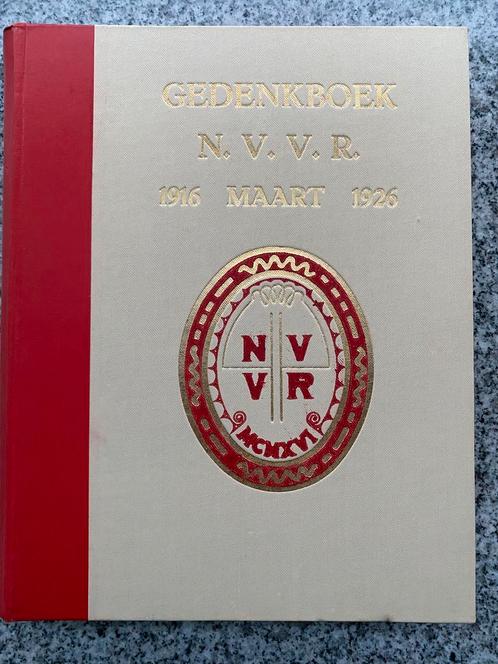 GEDENKBOEK
N. V. V. R.
1916 MAART 1926
N V
V R
MCMXVI